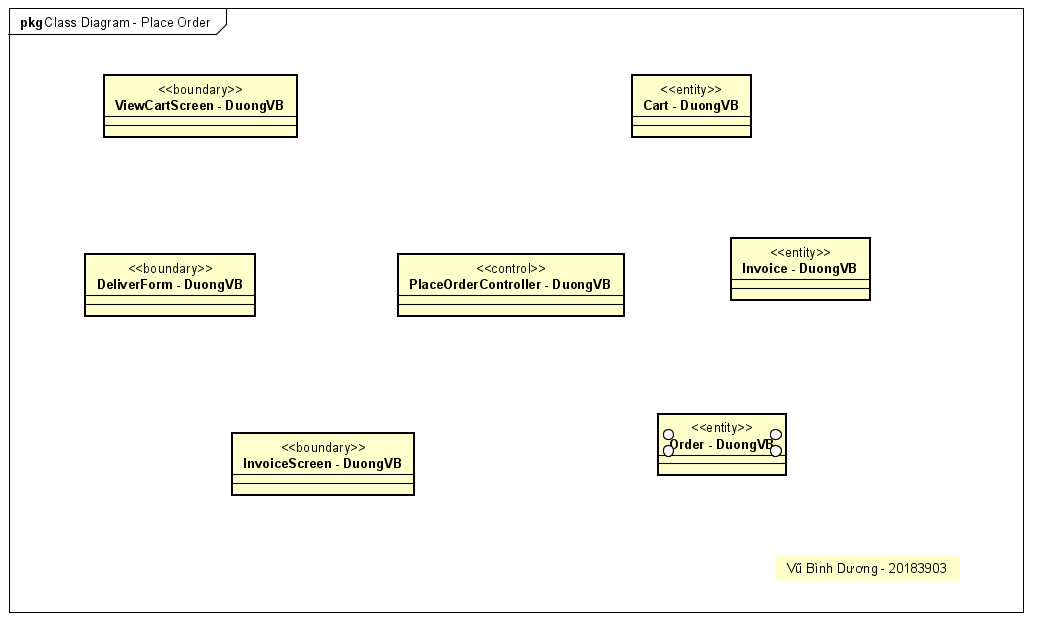 pkg Class Diagram - Place Order
<<boundary>>
ViewCartScreen - DuongVB
<<entity>>
Cart - DuongVB
<<boundary>>
DeliverForm - DuongVB
<<control>>
PlaceOrderController - DuongVB
<<entity>>
Invoice - DuongVB
<<boundary>>
InvoiceScreen - DuongVB
<<entity>>
Order - DuongVB
Vũ Bình Dương - 20183903